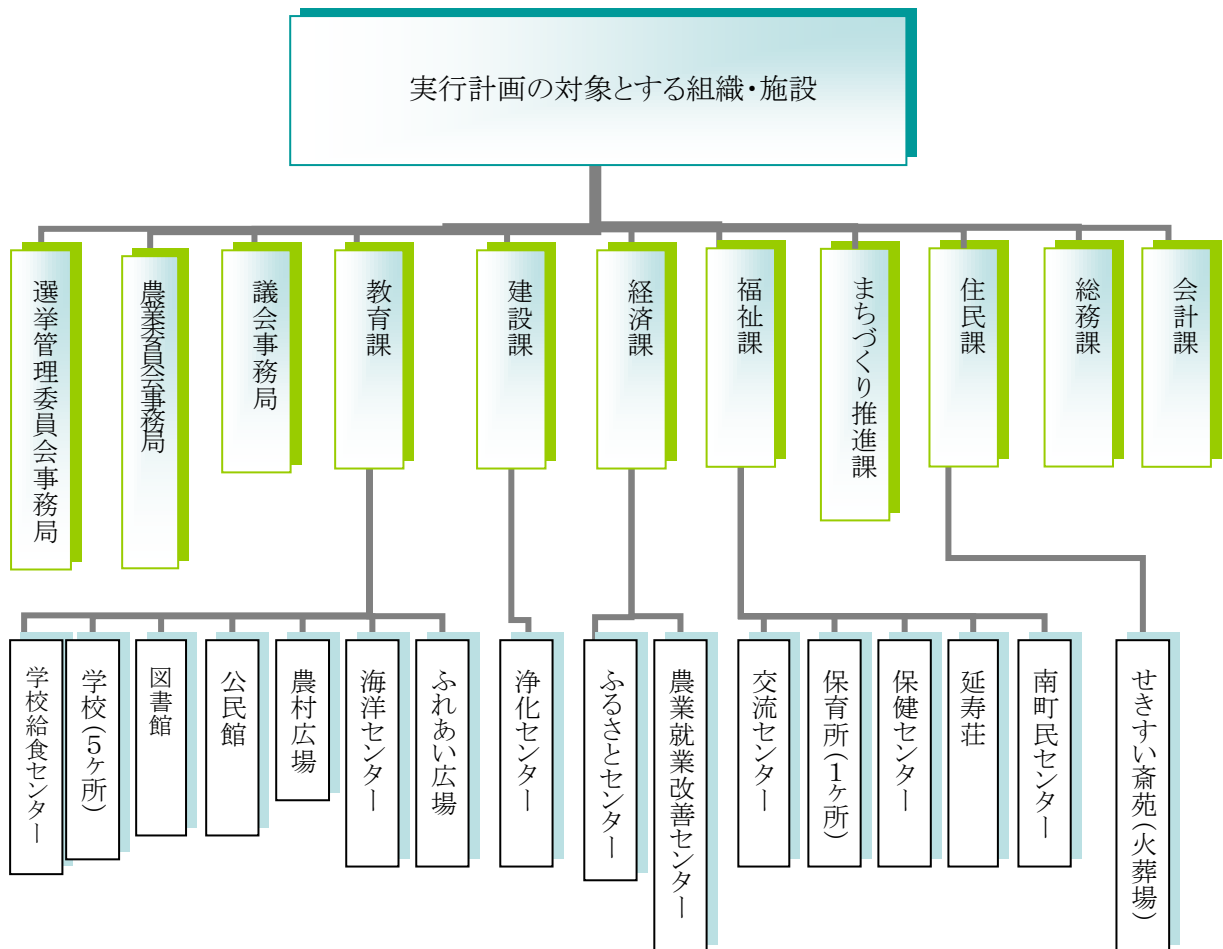 実行計画の対象とする組織・施設
選挙管理委員会事務局
農業委員会事務局
議会事務局
教育課
建設課
経済課
福祉課
まちづくり推進課
住民課
総務課
会計課
学校給食センター
学校(5ヶ所)
図書館
公民館
農村広場
海洋センター
ふれあい広場
浄化センター
ふるさとセンター
農業就業改善センター
交流センター
保育所(1ヶ所)
保健センター
延寿荘
南町民センター
せきすい斎苑(火葬場)